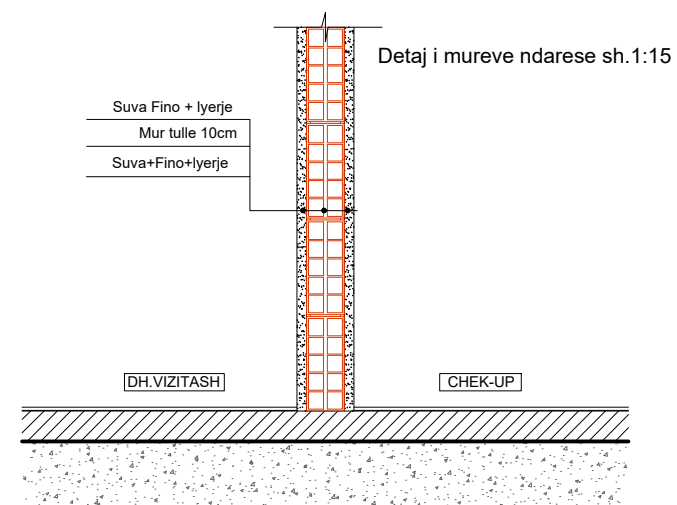 Detaj i mureve ndarese sh.1:15
Suva Fino + lyerje
Mur tulle 10cm
Suva+Fino+lyerje
DH.VIZITASH
CHEK-UP